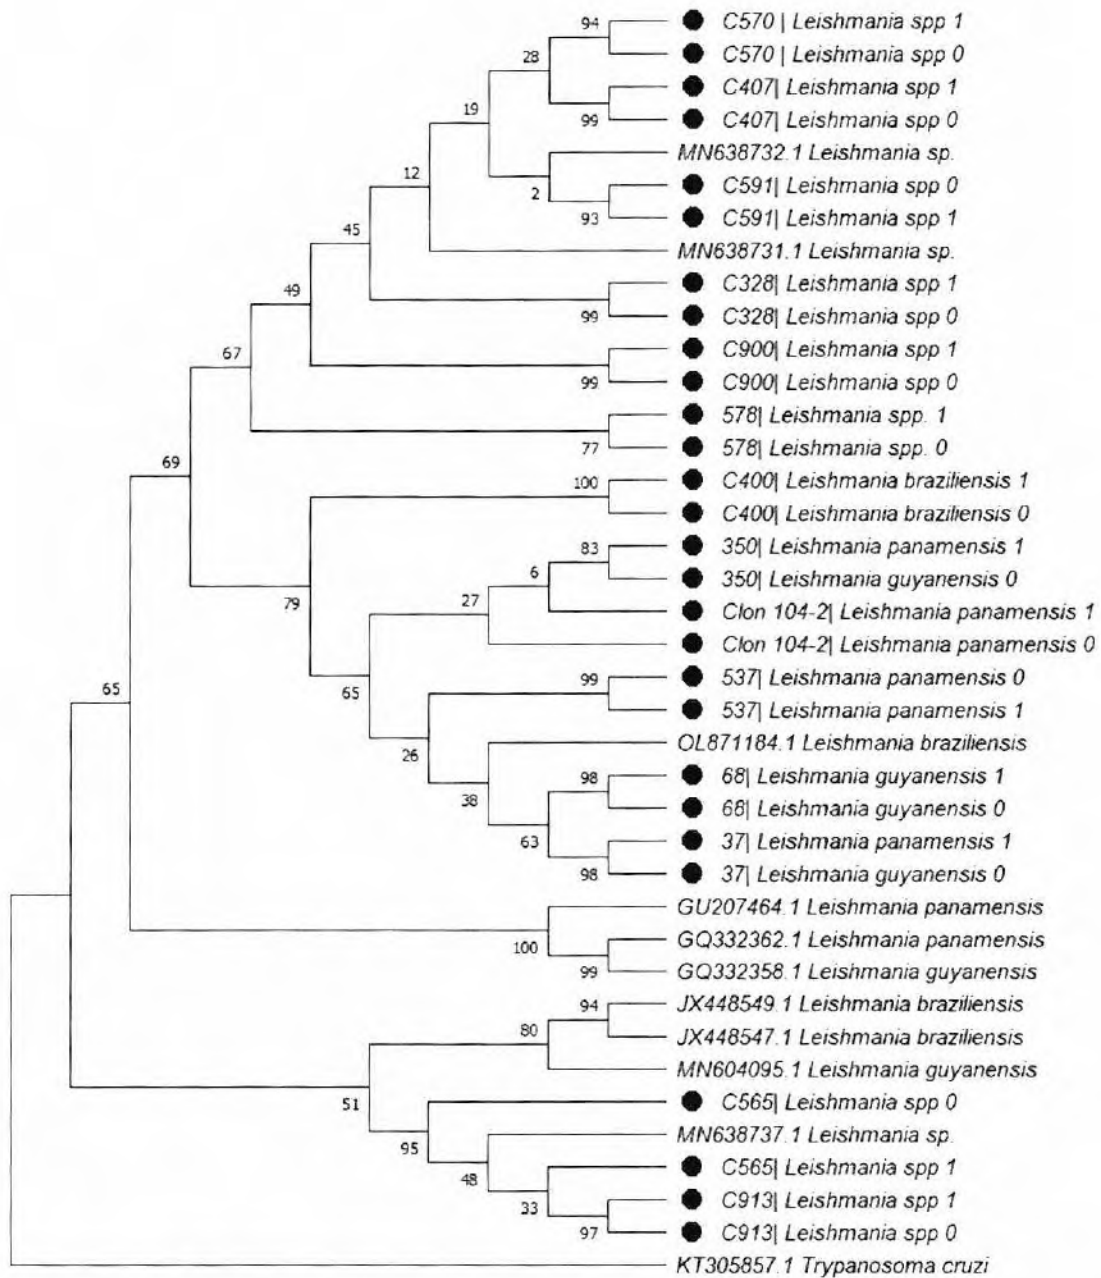 94
C570 | Leishmania spp 1
C570 | Leishmania spp 0
28
C407| Leishmania spp 1
19
99
C407| Leishmania spp 0
MN638732.1 Leishmania sp.
12
2
C591| Leishmania spp 0
93
C591| Leishmania spp 1
45
MN638731.1 Leishmania sp.
C328| Leishmania spp 1
49
99
C328| Leishmania spp 0
C900| Leishmania spp 1
67
99
C900| Leishmania spp 0
578| Leishmania spp. 1
77
578| Leishmania spp. 0
69
100
C400| Leishmania braziliensis 1
C400| Leishmania braziliensis 0
83
350| Leishmania panamensis 1
6
350| Leishmania guyanensis 0
79
27
Clon 104-2| Leishmania panamensis 1
Clon 104-2| Leishmania panamensis 0
65
99
537| Leishmania panamensis 0
65
537| Leishmania panamensis 1
26
OL871184.1 Leishmania braziliensis
98
68| Leishmania guyanensis 1
38
68| Leishmania guyanensis 0
63
37| Leishmania panamensis 1
98
37| Leishmania guyanensis 0
GU207464.1 Leishmania panamensis
100
GQ332362.1 Leishmania panamensis
99
GQ332358.1 Leishmania guyanensis
94
JX448549.1 Leishmania braziliensis
80
JX448547.1 Leishmania braziliensis
MN604095.1 Leishmania guyanensis
51
C565| Leishmania spp 0
95
MN638737.1 Leishmania sp.
48
C565| Leishmania spp 1
33
C913| Leishmania spp 1
97
C913| Leishmania spp 0
KT305857.1 Trypanosoma cruzi